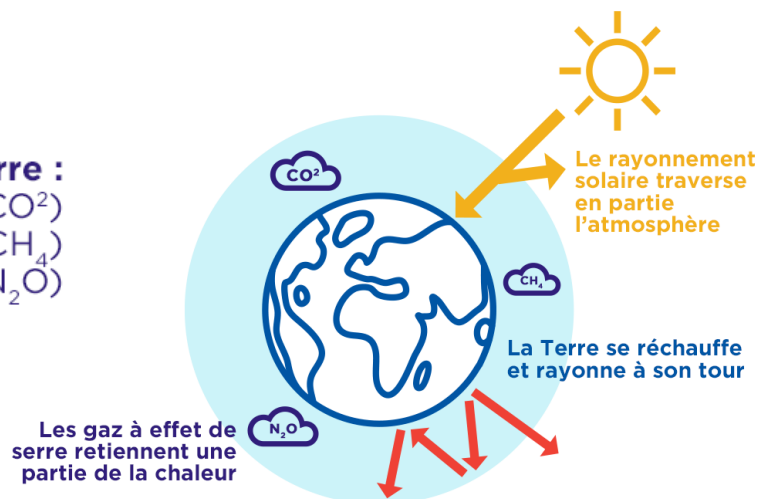 rre :
CO²)
CH₄)
N₂O)
CO²
Le rayonnement
solaire traverse
en partie
l'atmosphère
CH₄
La Terre se réchauffe
et rayonne à son tour
N₂O
Les gaz à effet de
serre retiennent une
partie de la chaleur